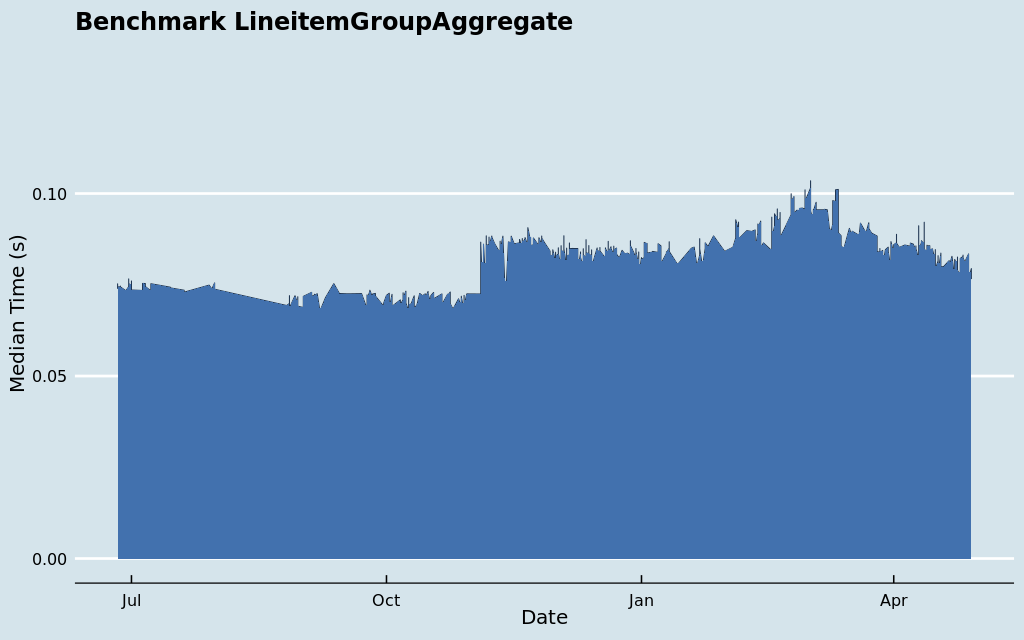 Benchmark LineitemGroupAggregate
Median Time (s)
0.10
0.05
0.00
Jul
Oct
Jan
Apr
Date